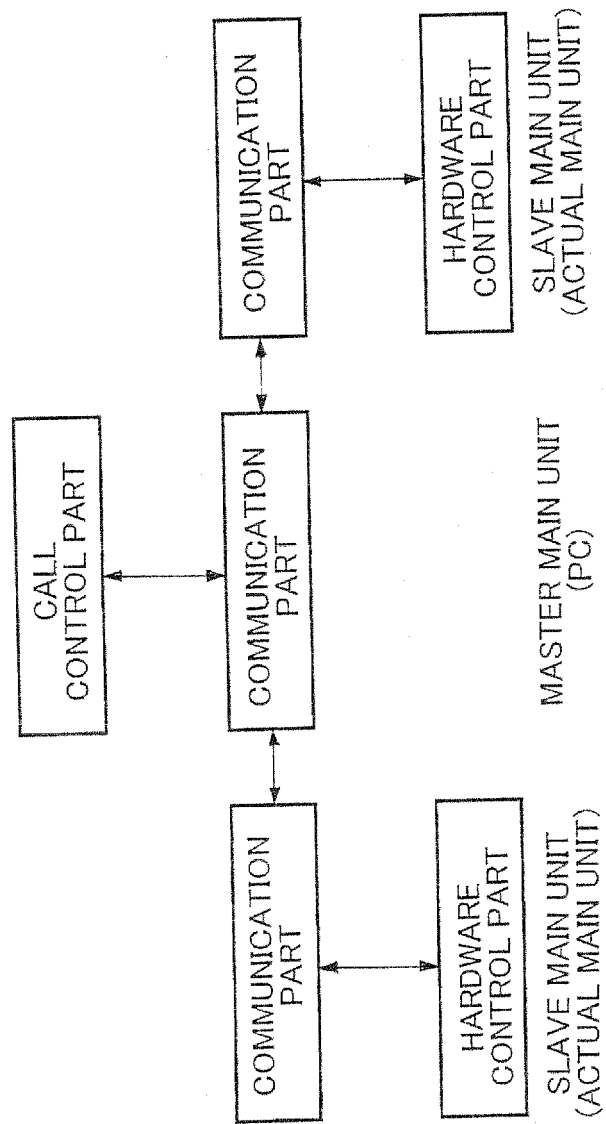 CALL
CONTROL PART
COMMUNICATION
PART
COMMUNICATION
PART
COMMUNICATION
PART
HARDWARE
CONTROL PART
HARDWARE
CONTROL PART
SLAVE MAIN UNIT
(ACTUAL MAIN UNIT)
MASTER MAIN UNIT
(PC)
SLAVE MAIN UNIT
(ACTUAL MAIN UNIT)